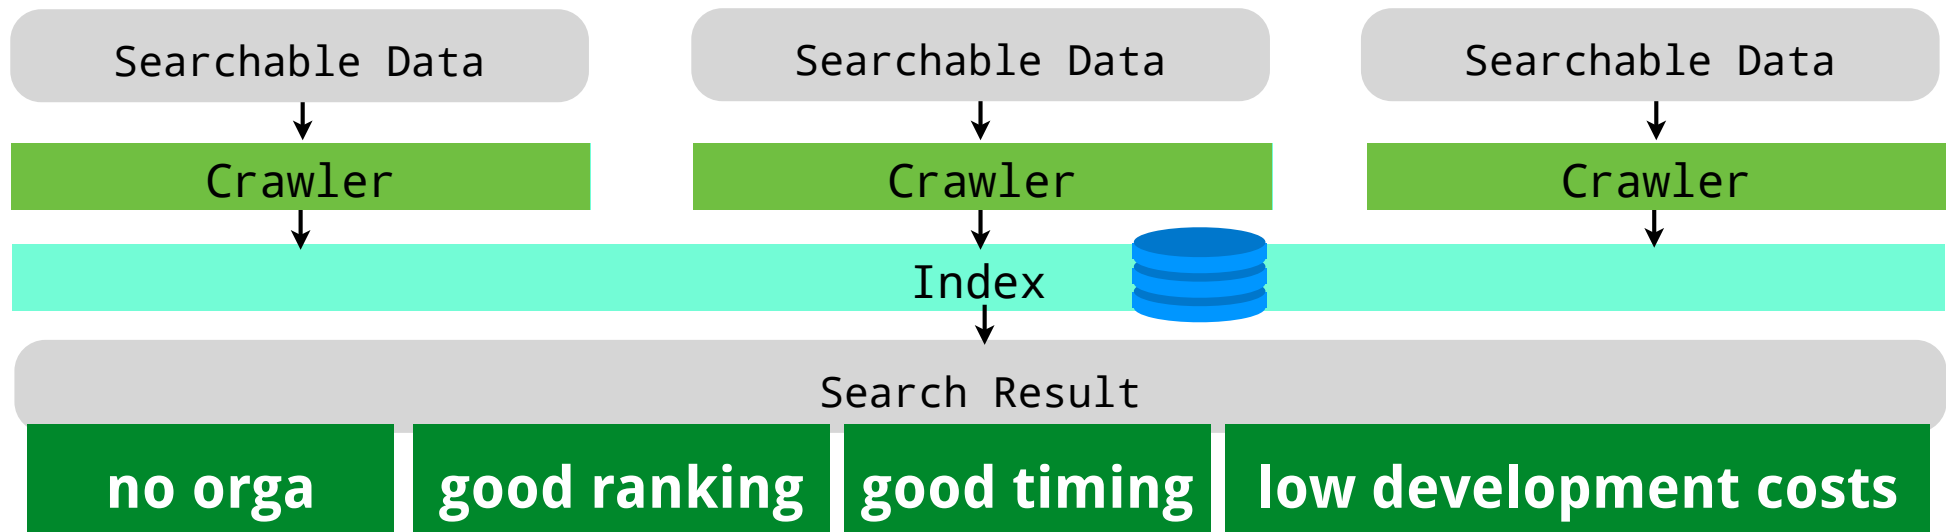 Searchable Data Searchable Data Searchable Data
Crawler Crawler Crawler
Index
Search Result
no orga good ranking good timing low development costs